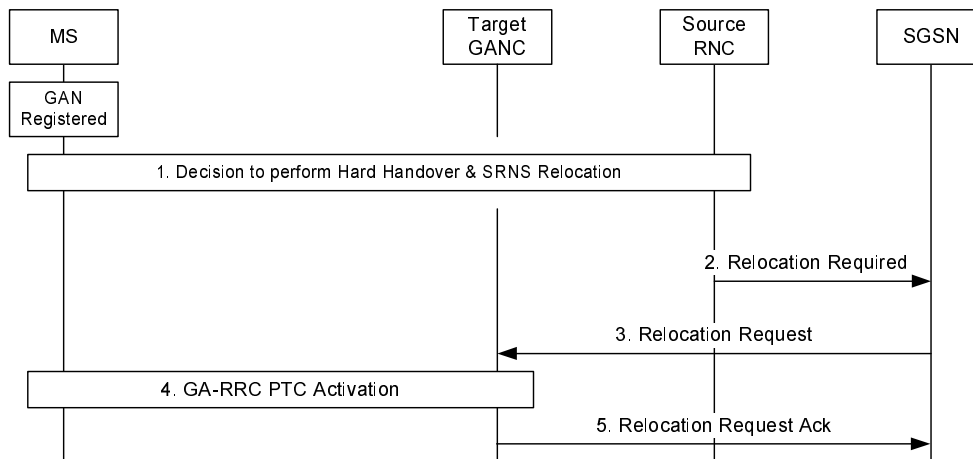 MS
Target
GANC
Source
RNC
SGSN
GAN
Registered
1. Decision to perform Hard Handover & SRNS Relocation
2. Relocation Required
3. Relocation Request
4. GA-RRC PTC Activation
5. Relocation Request Ack